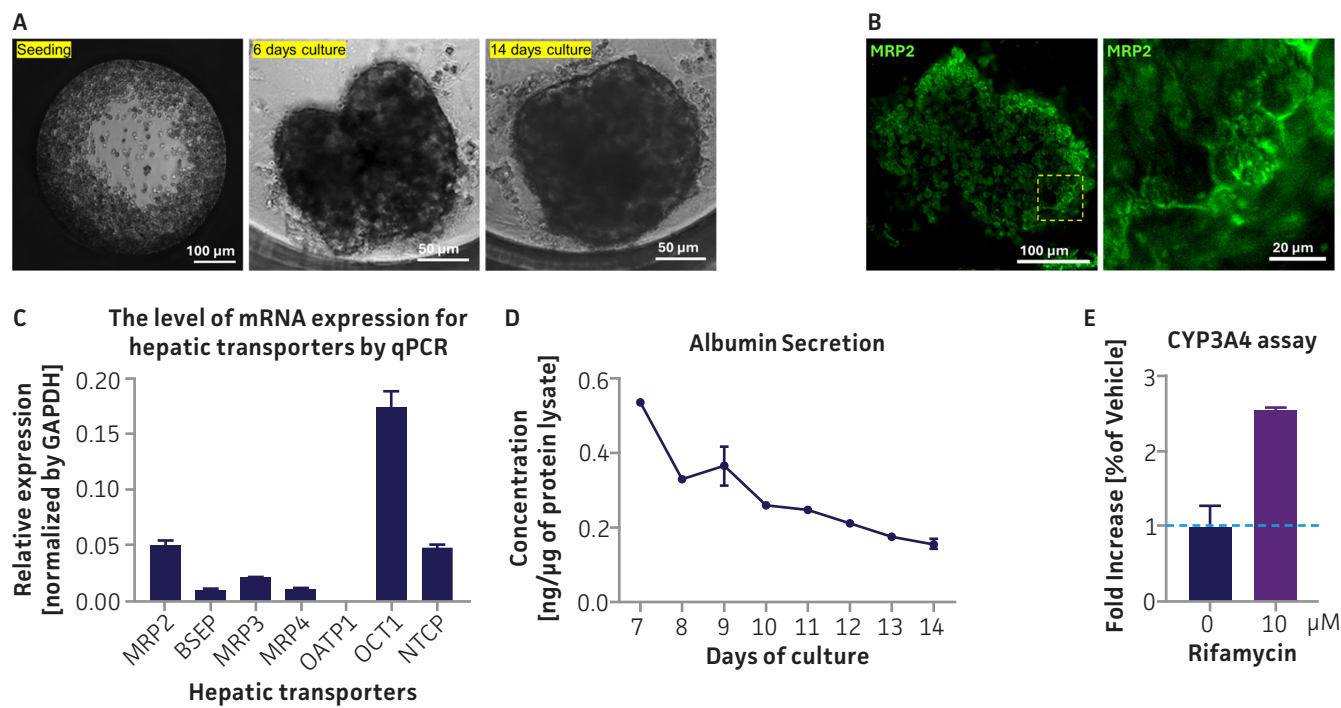 A
Seeding
100 µm
6 days culture
50 µm
14 days culture
50 µm
B
MRP2
100 µm
MRP2
20 µm
C
The level of mRNA expression for
hepatic transporters by qPCR
Relative expression
[normalized by GAPDH]
0.20
0.15
0.10
0.05
0.00
MRP2
BSEP
MRP3
MRP4
OATP1
OCT1
NTCP
Hepatic transporters
D
Albumin Secretion
Concentration
[ng/µg of protein lysate]
0.6
0.4
0.2
0.0
7 8 9 10 11 12 13 14
Days of culture
E
CYP3A4 assay
Fold Increase [%of Vehicle]
3
2
1
0
0 10 µM
Rifamycin